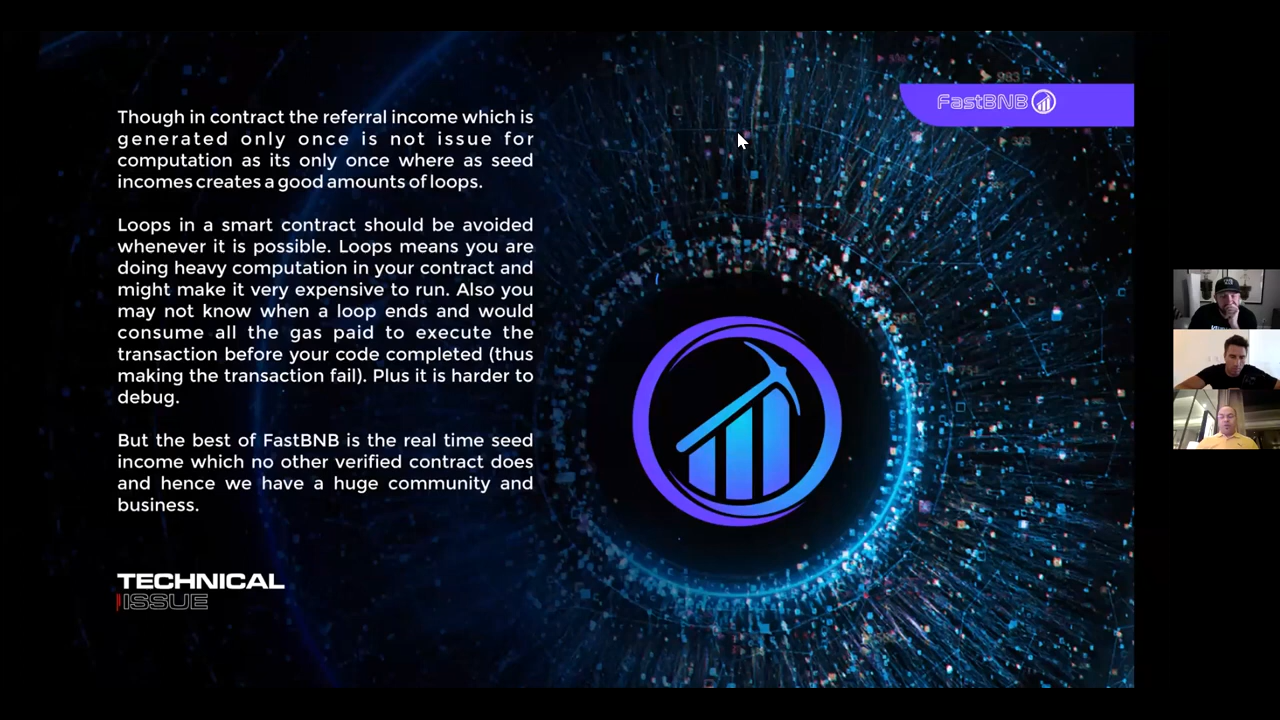 FastBNB
Though in contract the referral income which is
generated only once is not issue for
computation as its only once where as seed
incomes creates a good amounts of loops.
Loops in a smart contract should be avoided
whenever it is possible. Loops means you are
doing heavy computation in your contract and
might make it very expensive to run. Also you
may not know when a loop ends and would
consume all the gas paid to execute the
transaction before your code completed (thus
making the transaction fail). Plus it is harder to
debug.
But the best of FastBNB is the real time seed
income which no other verified contract does
and hence we have a huge community and
business.
TECHNICAL
ISSUE
983